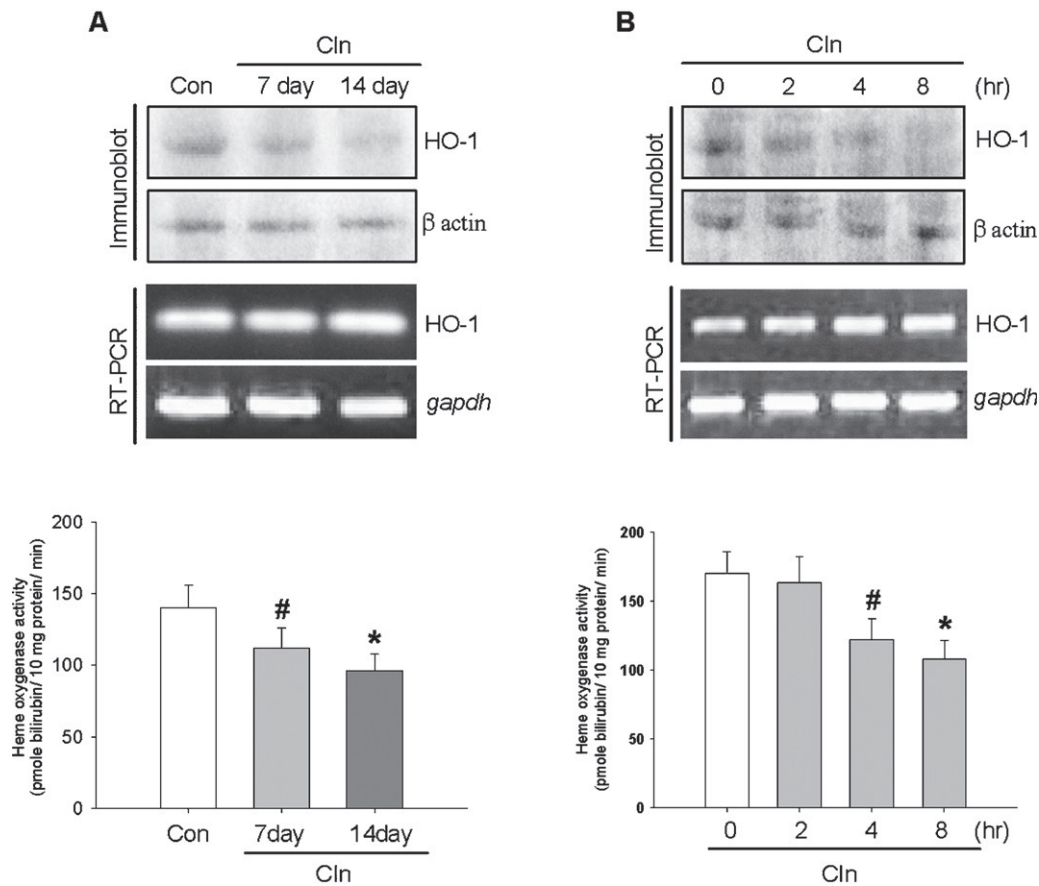 A
Cln
Con 7 day 14 day
Immunoblot
HO-1
β actin
RT-PCR
HO-1
gapdh
Heme oxygenase activity
(pmole bilirubin/ 10 mg protein/ min)
200
150
100
50
0
#
*
Con 7day 14day
Cln
B
Cln
0 2 4 8 (hr)
Immunoblot
HO-1
β actin
RT-PCR
HO-1
gapdh
Heme oxygenase activity
(pmole bilirubin/ 10 mg protein/ min)
200
150
100
50
0
#
*
0 2 4 8 (hr)
Cln